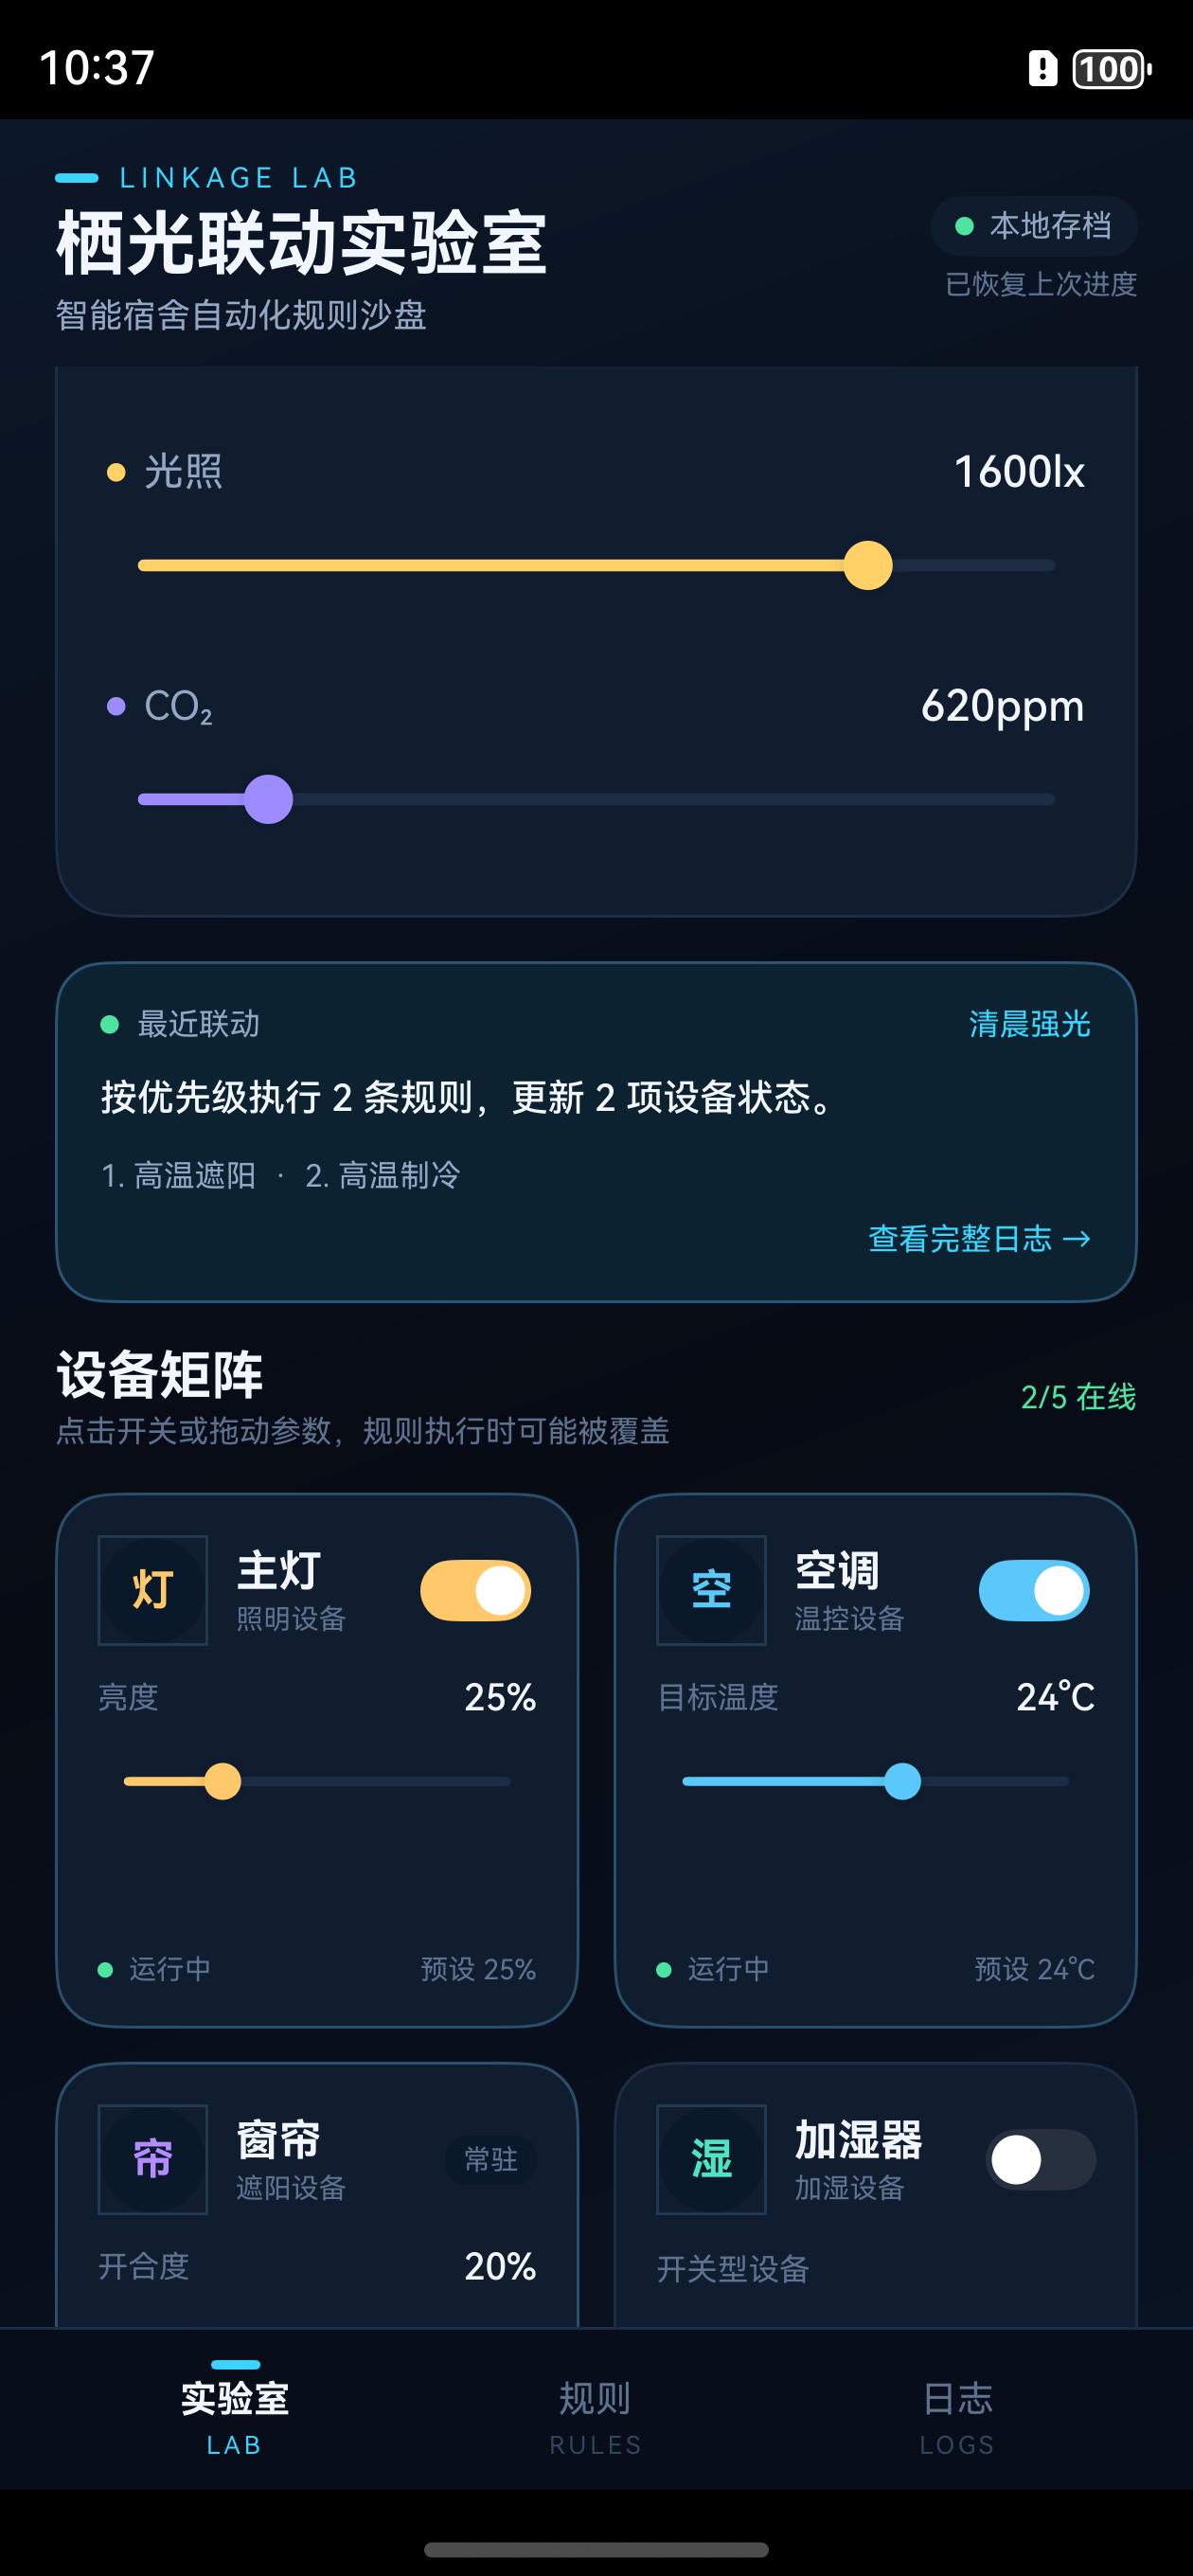 10:37
100
LINKAGE LAB
栖光联动实验室
本地存档
已恢复上次进度
智能宿舍自动化规则沙盘
光照 1600lx
CO₂ 620ppm
最近联动 清晨强光
按优先级执行 2 条规则，更新 2 项设备状态。
1. 高温遮阳 · 2. 高温制冷
查看完整日志 →
设备矩阵
2/5 在线
点击开关或拖动参数，规则执行时可能被覆盖
灯 主灯
照明设备
亮度 25%
运行中 预设 25%
空 空调
温控设备
目标温度 24°C
运行中 预设 24°C
帘 窗帘
遮阳设备
常驻
开合度 20%
湿 加湿器
加湿设备
开关型设备
实验室 规则 日志
LAB RULES LOGS